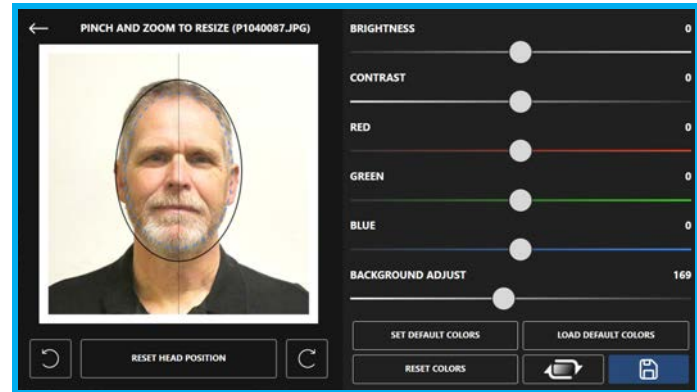 PINCH AND ZOOM TO RESIZE (P1040087.JPG)
RESET HEAD POSITION
BRIGHTNESS 0
CONTRAST 0
RED 0
GREEN 0
BLUE 0
BACKGROUND ADJUST 169
SET DEFAULT COLORS LOAD DEFAULT COLORS
RESET COLORS